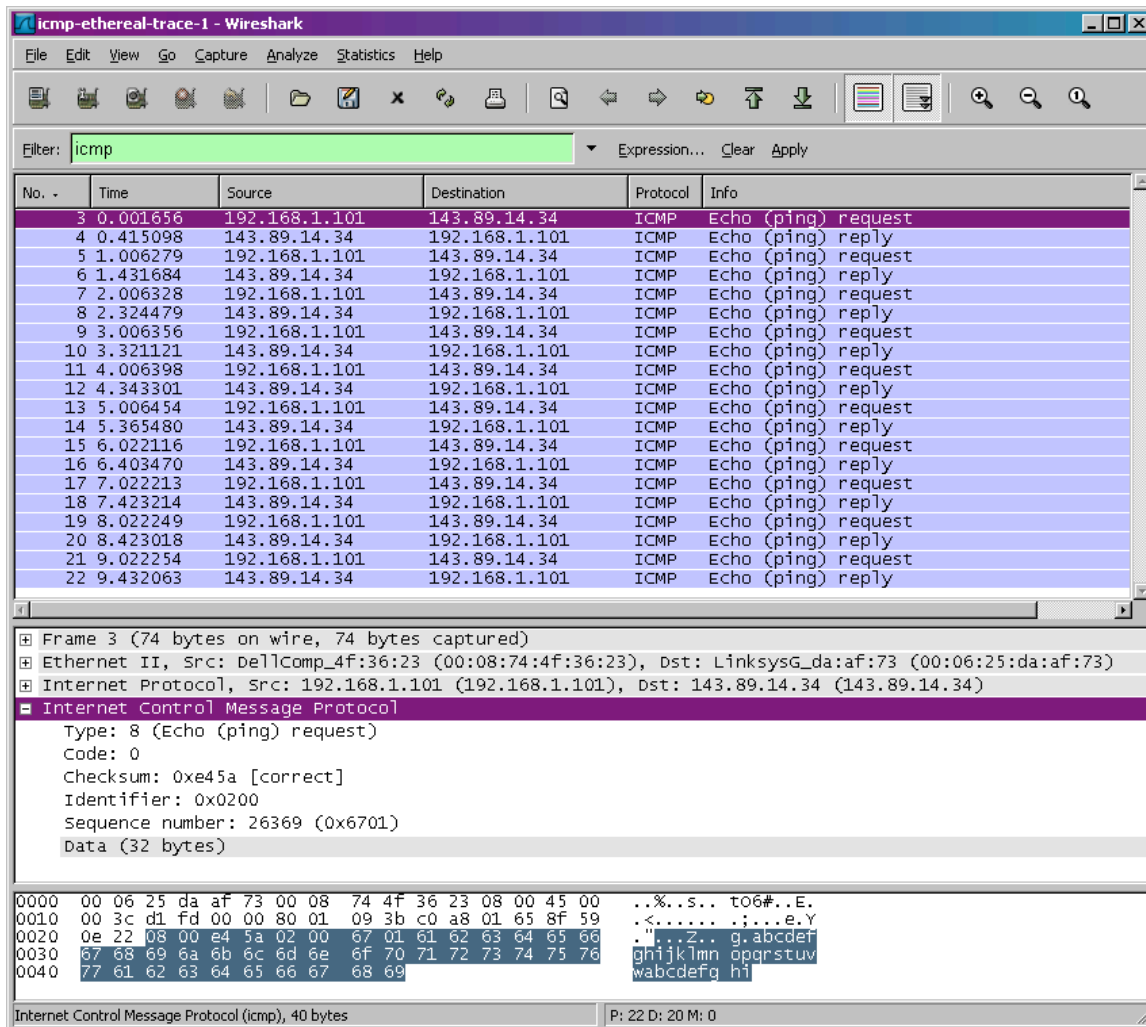 icmp-ethereal-trace-1 - Wireshark
File Edit View Go Capture Analyze Statistics Help
Filter: icmp Expression... Clear Apply
No. - Time Source Destination Protocol Info
3 0.001656 192.168.1.101 143.89.14.34 ICMP Echo (ping) request
4 0.415098 143.89.14.34 192.168.1.101 ICMP Echo (ping) reply
5 1.006279 192.168.1.101 143.89.14.34 ICMP Echo (ping) request
6 1.431684 143.89.14.34 192.168.1.101 ICMP Echo (ping) reply
7 2.006328 192.168.1.101 143.89.14.34 ICMP Echo (ping) request
8 2.324479 143.89.14.34 192.168.1.101 ICMP Echo (ping) reply
9 3.006356 192.168.1.101 143.89.14.34 ICMP Echo (ping) request
10 3.321121 143.89.14.34 192.168.1.101 ICMP Echo (ping) reply
11 4.006398 192.168.1.101 143.89.14.34 ICMP Echo (ping) request
12 4.343301 143.89.14.34 192.168.1.101 ICMP Echo (ping) reply
13 5.006454 192.168.1.101 143.89.14.34 ICMP Echo (ping) request
14 5.365480 143.89.14.34 192.168.1.101 ICMP Echo (ping) reply
15 6.022116 192.168.1.101 143.89.14.34 ICMP Echo (ping) request
16 6.403470 143.89.14.34 192.168.1.101 ICMP Echo (ping) reply
17 7.022213 192.168.1.101 143.89.14.34 ICMP Echo (ping) request
18 7.423214 143.89.14.34 192.168.1.101 ICMP Echo (ping) reply
19 8.022249 192.168.1.101 143.89.14.34 ICMP Echo (ping) request
20 8.423018 143.89.14.34 192.168.1.101 ICMP Echo (ping) reply
21 9.022254 192.168.1.101 143.89.14.34 ICMP Echo (ping) request
22 9.432063 143.89.14.34 192.168.1.101 ICMP Echo (ping) reply
Frame 3 (74 bytes on wire, 74 bytes captured)
Ethernet II, Src: DellComp_4f:36:23 (00:08:74:4f:36:23), Dst: LinksysG_da:af:73 (00:06:25:da:af:73)
Internet Protocol, Src: 192.168.1.101 (192.168.1.101), Dst: 143.89.14.34 (143.89.14.34)
Internet Control Message Protocol
Type: 8 (Echo (ping) request)
Code: 0
Checksum: 0xe45a [correct]
Identifier: 0x0200
Sequence number: 26369 (0x6701)
Data (32 bytes)
0000 00 06 25 da af 73 00 08 74 4f 36 23 08 00 45 00 ..%..s.. tO6#..E.
0010 00 3c d1 fd 00 00 80 01 09 3b c0 a8 01 65 8f 59 .<...... .;...e.Y
0020 0e 22 08 00 e4 5a 02 00 67 01 61 62 63 64 65 66 ."...Z.. g.abcdef
0030 67 68 69 6a 6b 6c 6d 6e 6f 70 71 72 73 74 75 76 ghijklmn opqrstuv
0040 77 61 62 63 64 65 66 67 68 69 wabcdefg hi
Internet Control Message Protocol (icmp), 40 bytes P: 22 D: 20 M: 0